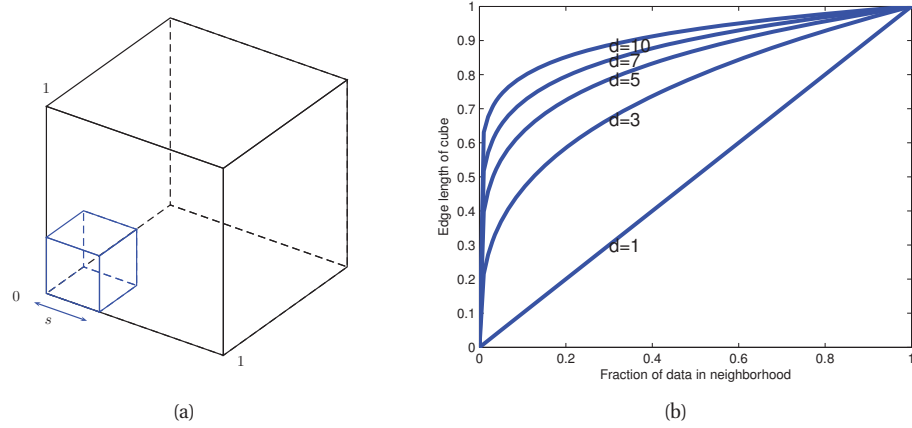 1
0
s
1
(a)
1
0.9
0.8
0.7
0.6
0.5
0.4
0.3
0.2
0.1
0
Edge length of cube
d=10
d=7
d=5
d=3
d=1
0 0.2 0.4 0.6 0.8 1
Fraction of data in neighborhood
(b)